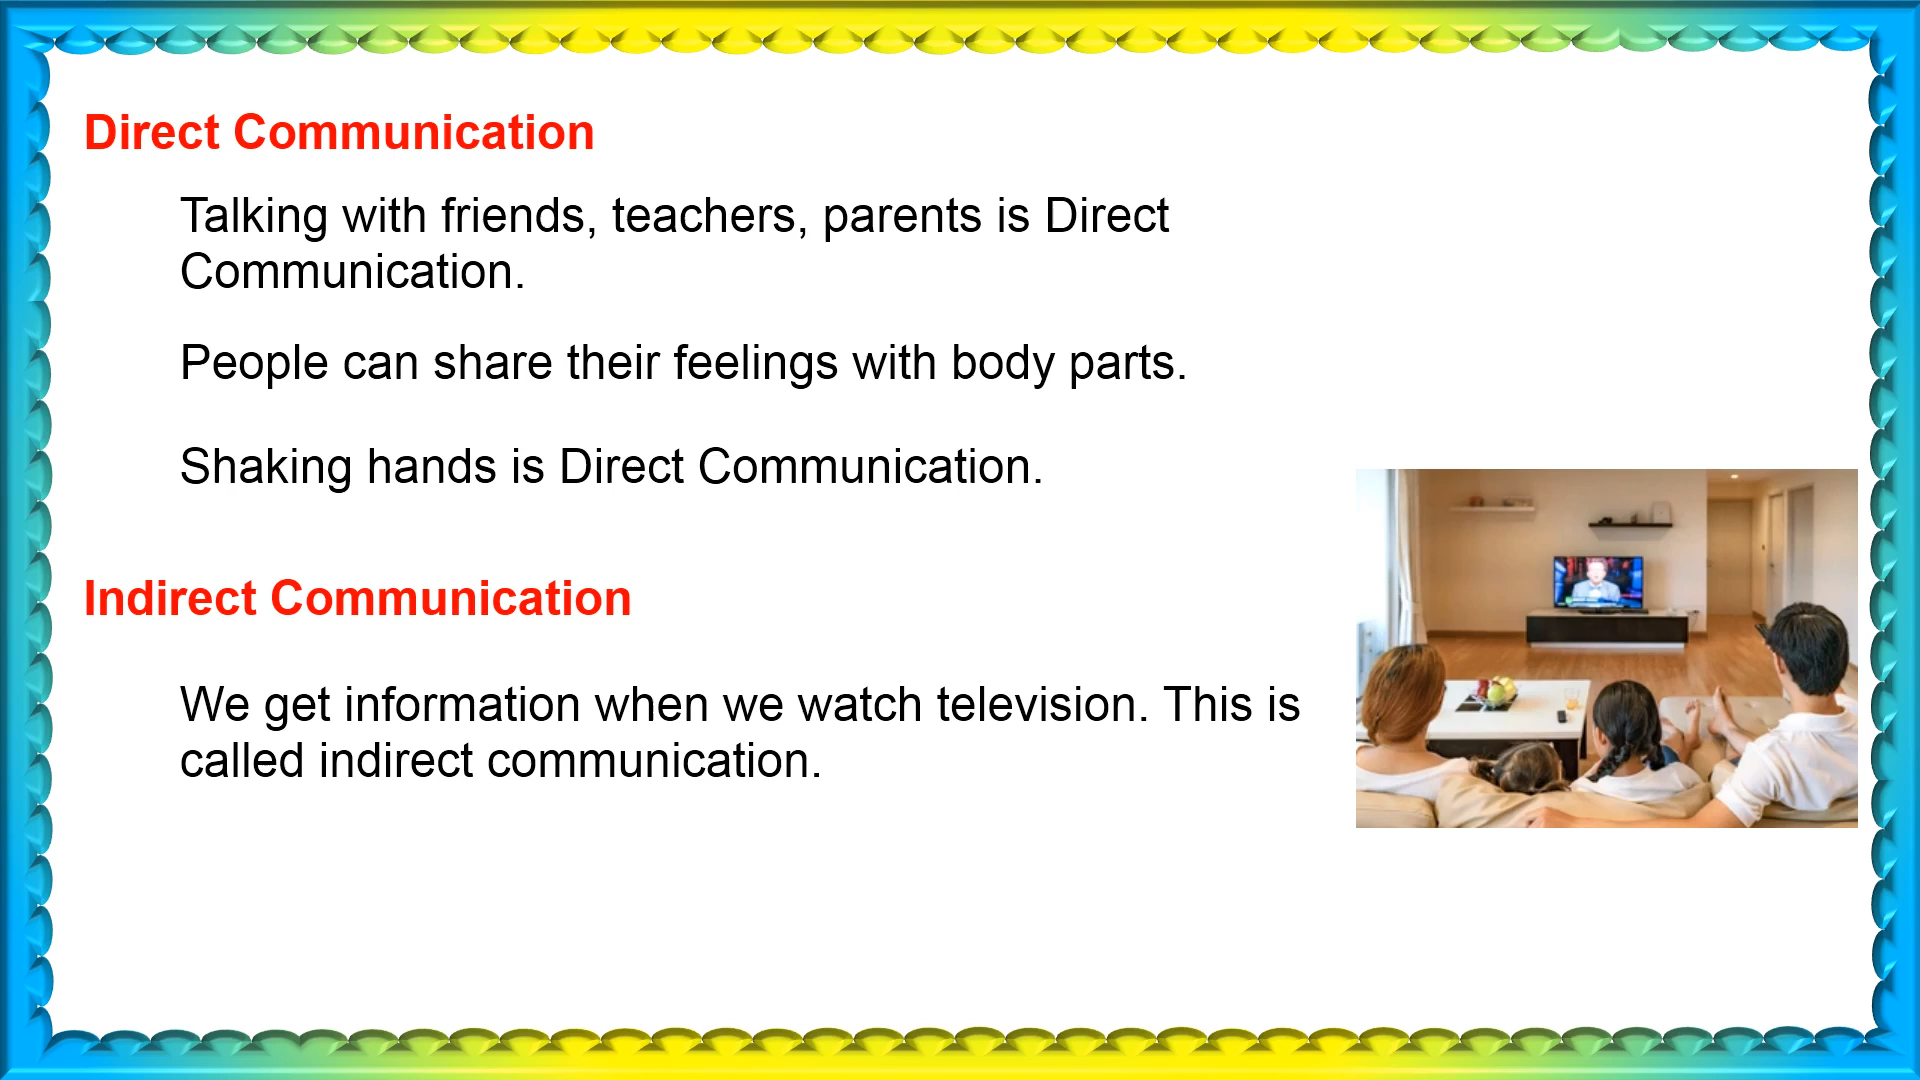 Direct Communication
Talking with friends, teachers, parents is Direct
Communication.
People can share their feelings with body parts.
Shaking hands is Direct Communication.
Indirect Communication
We get information when we watch television. This is
called indirect communication.